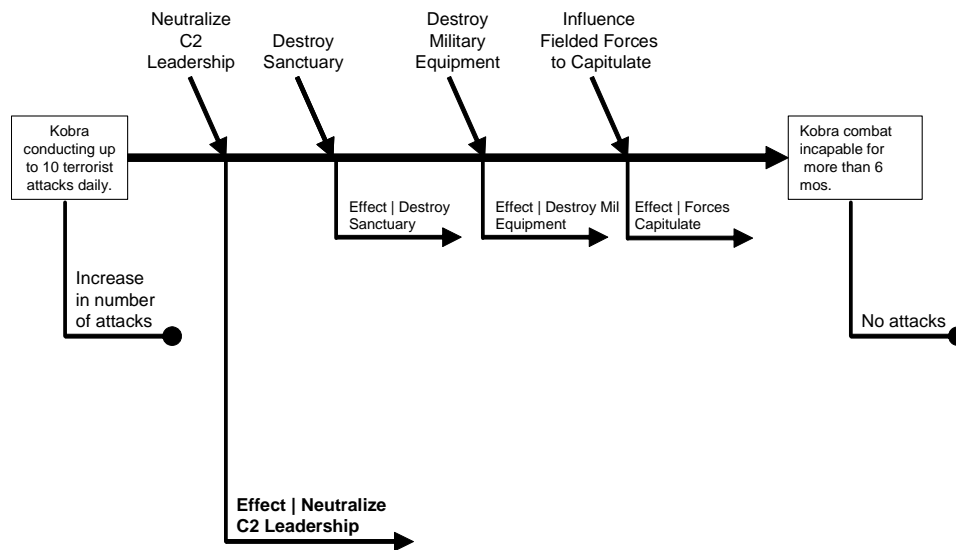 Neutralize
C2
Leadership
Destroy
Sanctuary
Destroy
Military
Equipment
Influence
Fielded Forces
to Capitulate
Kobra
conducting up
to 10 terrorist
attacks daily.
Kobra combat
incapable for
more than 6
mos.
Effect | Destroy
Sanctuary
Effect | Destroy Mil
Equipment
Effect | Forces
Capitulate
Increase
in number
of attacks
No attacks
Effect | Neutralize
C2 Leadership